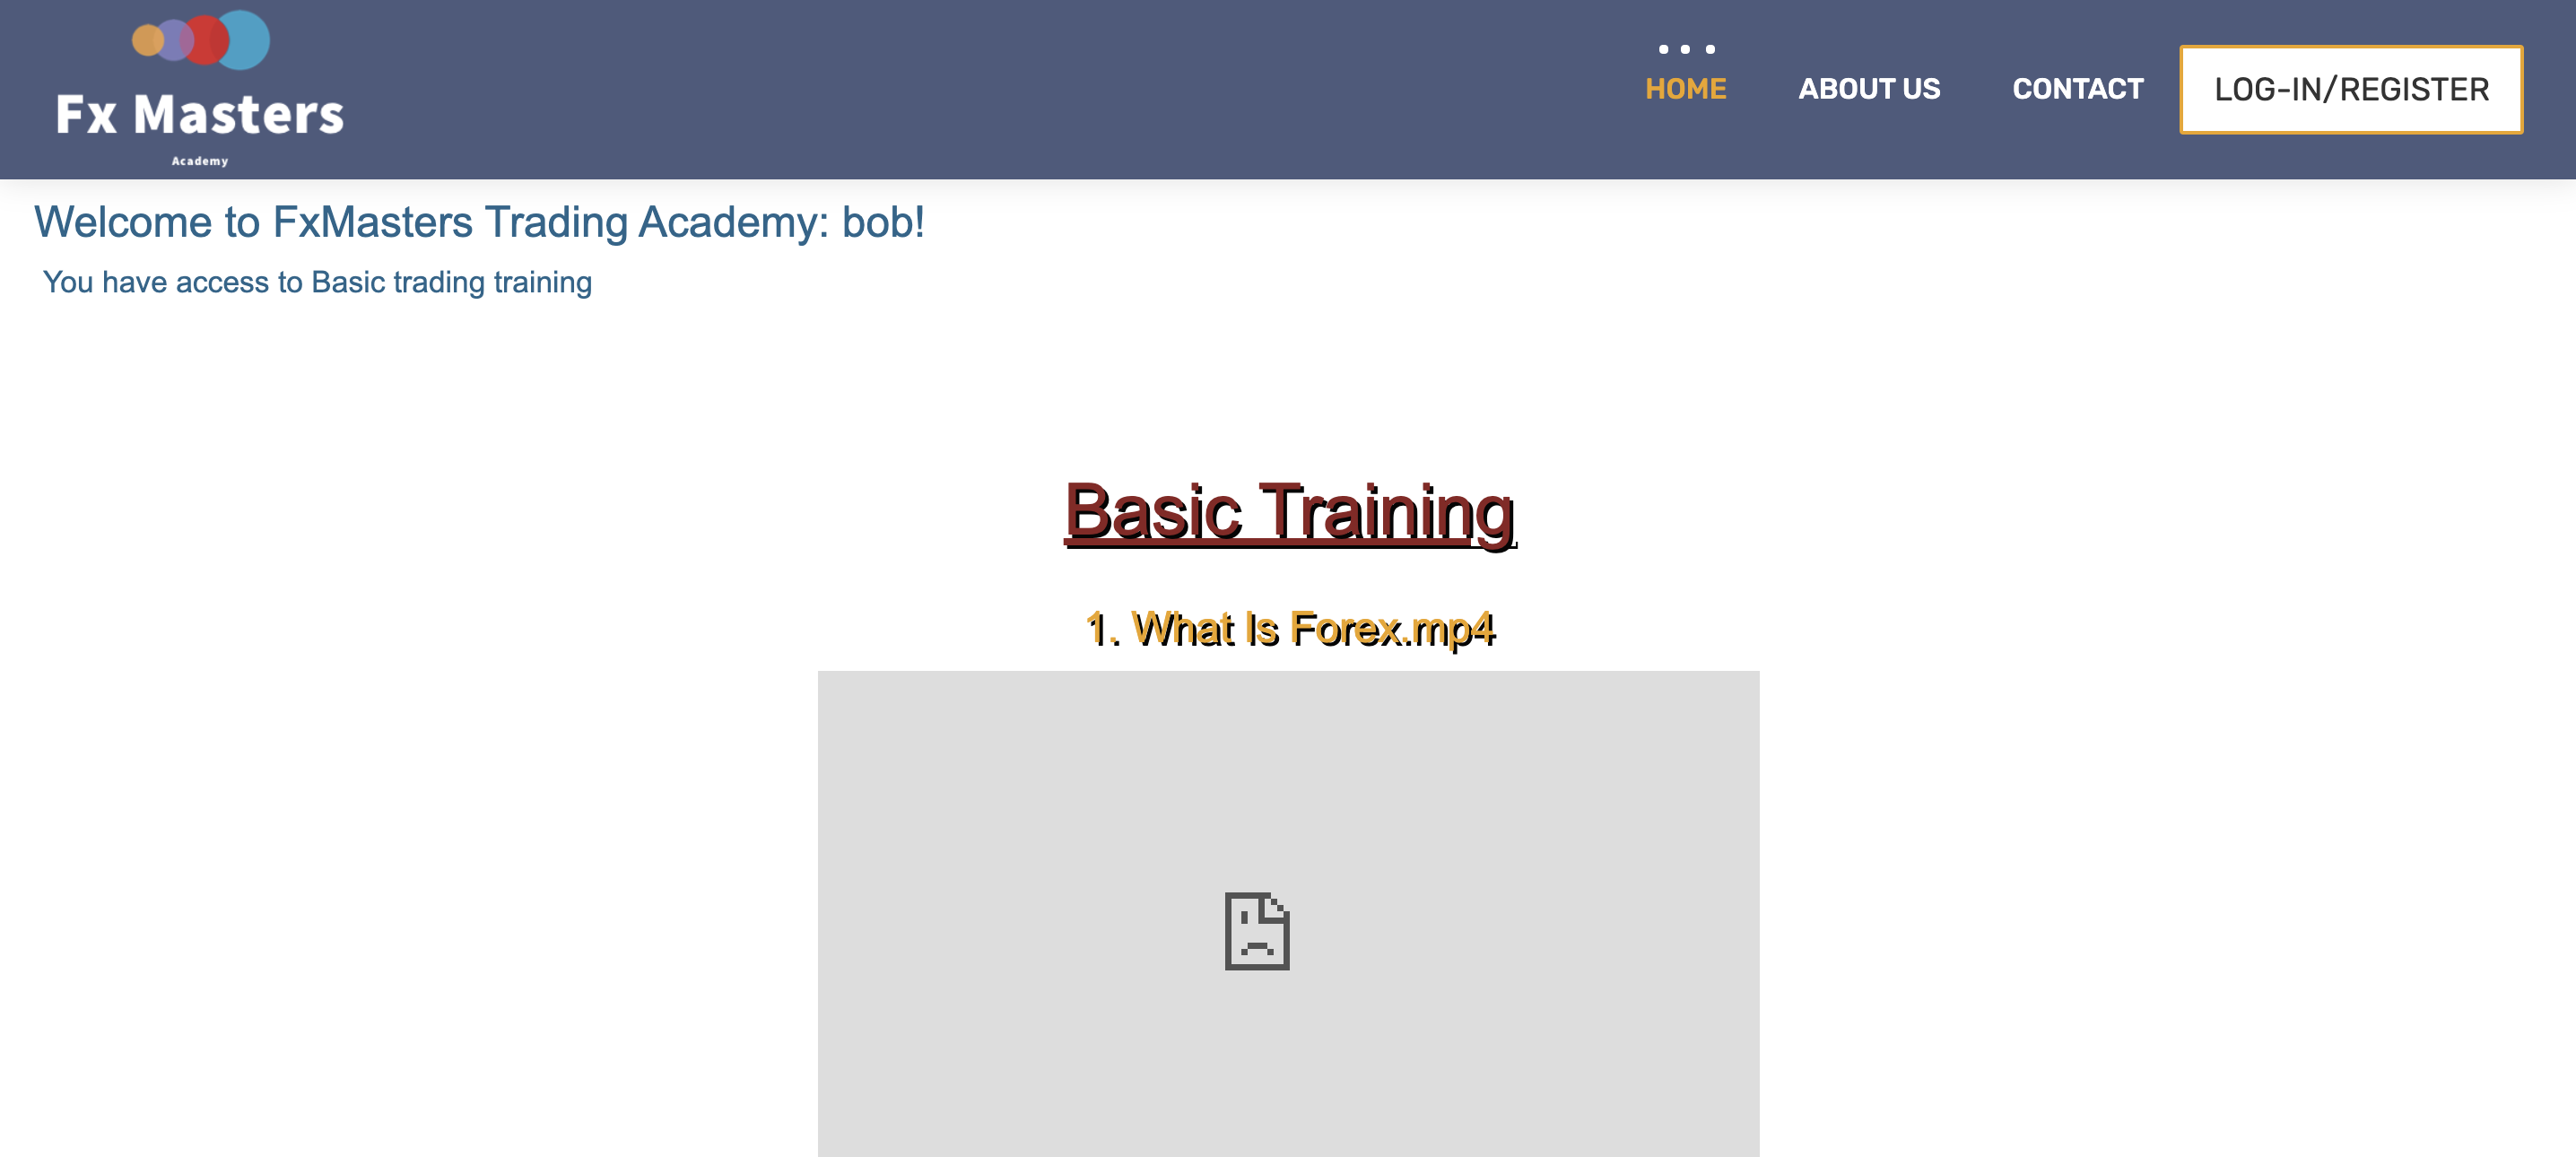 Fx Masters
Academy
HOME
ABOUT US
CONTACT
LOG-IN/REGISTER
Welcome to FxMasters Trading Academy: bob!
You have access to Basic trading training
Basic Training
1. What Is Forex.mp4